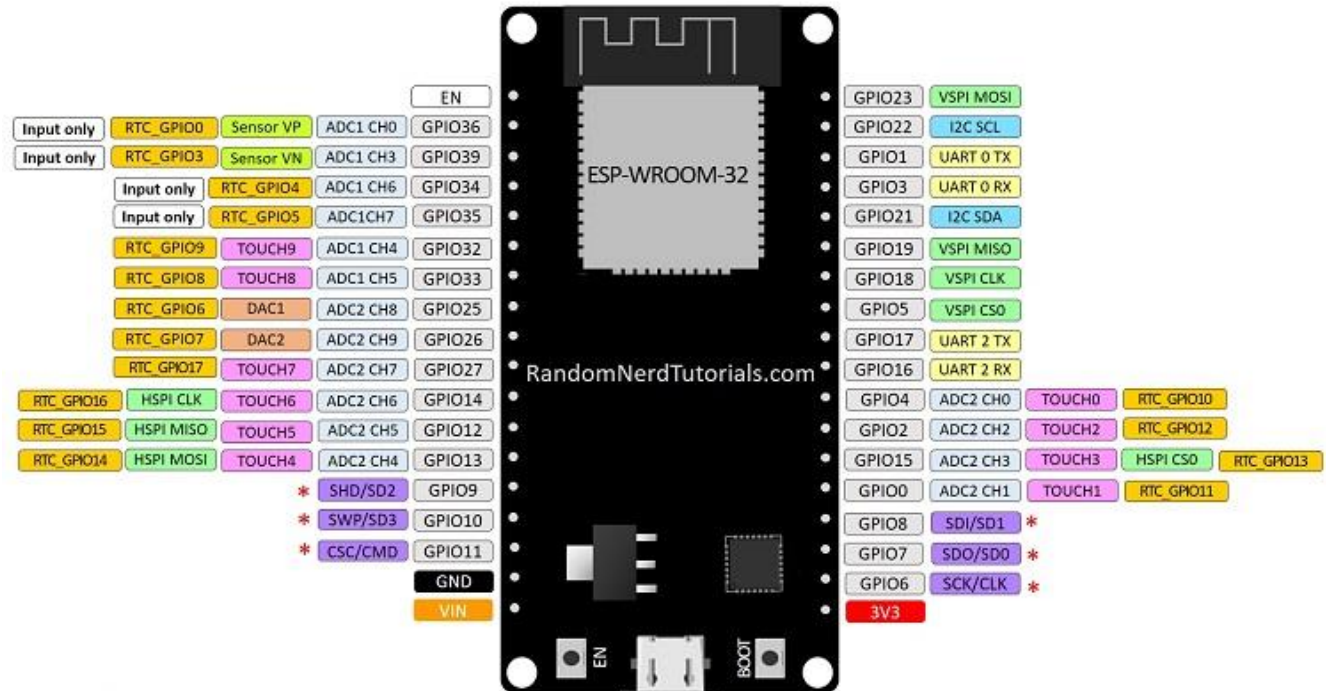 EN
Input only RTC_GPIO0 Sensor VP ADC1 CH0 GPIO36
Input only RTC_GPIO3 Sensor VN ADC1 CH3 GPIO39
Input only RTC_GPIO4 ADC1 CH6 GPIO34
Input only RTC_GPIO5 ADC1CH7 GPIO35
RTC_GPIO9 TOUCH9 ADC1 CH4 GPIO32
RTC_GPIO8 TOUCH8 ADC1 CH5 GPIO33
RTC_GPIO6 DAC1 ADC2 CH8 GPIO25
RTC_GPIO7 DAC2 ADC2 CH9 GPIO26
RTC_GPIO17 TOUCH7 ADC2 CH7 GPIO27
RTC_GPIO16 HSPI CLK TOUCH6 ADC2 CH6 GPIO14
RTC_GPIO15 HSPI MISO TOUCH5 ADC2 CH5 GPIO12
RTC_GPIO14 HSPI MOSI TOUCH4 ADC2 CH4 GPIO13
* SHD/SD2 GPIO9
* SWP/SD3 GPIO10
* CSC/CMD GPIO11
GND
VIN
ESP-WROOM-32
RandomNerdTutorials.com
EN
BOOT
GPIO23 VSPI MOSI
GPIO22 I2C SCL
GPIO1 UART 0 TX
GPIO3 UART 0 RX
GPIO21 I2C SDA
GPIO19 VSPI MISO
GPIO18 VSPI CLK
GPIO5 VSPI CS0
GPIO17 UART 2 TX
GPIO16 UART 2 RX
GPIO4 ADC2 CH0 TOUCH0 RTC_GPIO10
GPIO2 ADC2 CH2 TOUCH2 RTC_GPIO12
GPIO15 ADC2 CH3 TOUCH3 HSPI CS0 RTC_GPIO13
GPIO0 ADC2 CH1 TOUCH1 RTC_GPIO11
GPIO8 SDI/SD1 *
GPIO7 SDO/SD0 *
GPIO6 SCK/CLK *
3V3